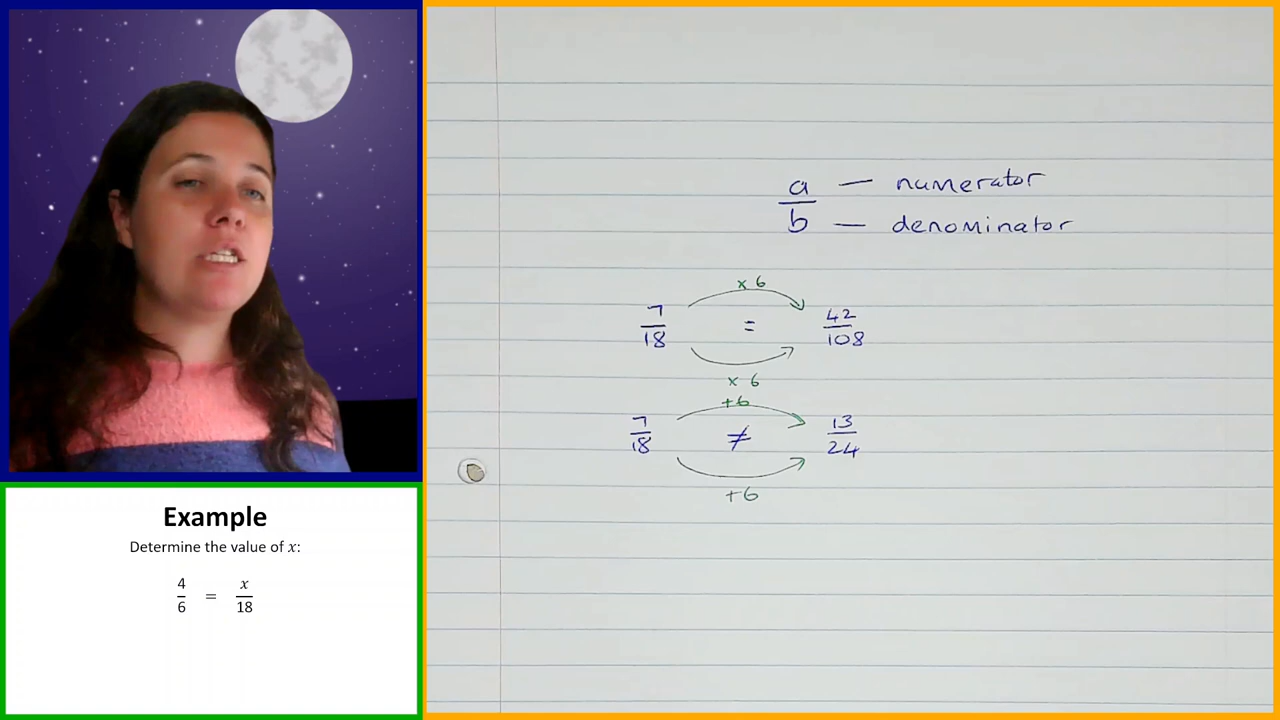 a — numerator
b — denominator
x 6
7/18 = 42/108
x 6
+6
7/18 ≠ 13/24
+6
Example
Determine the value of x:
4/6 = x/18